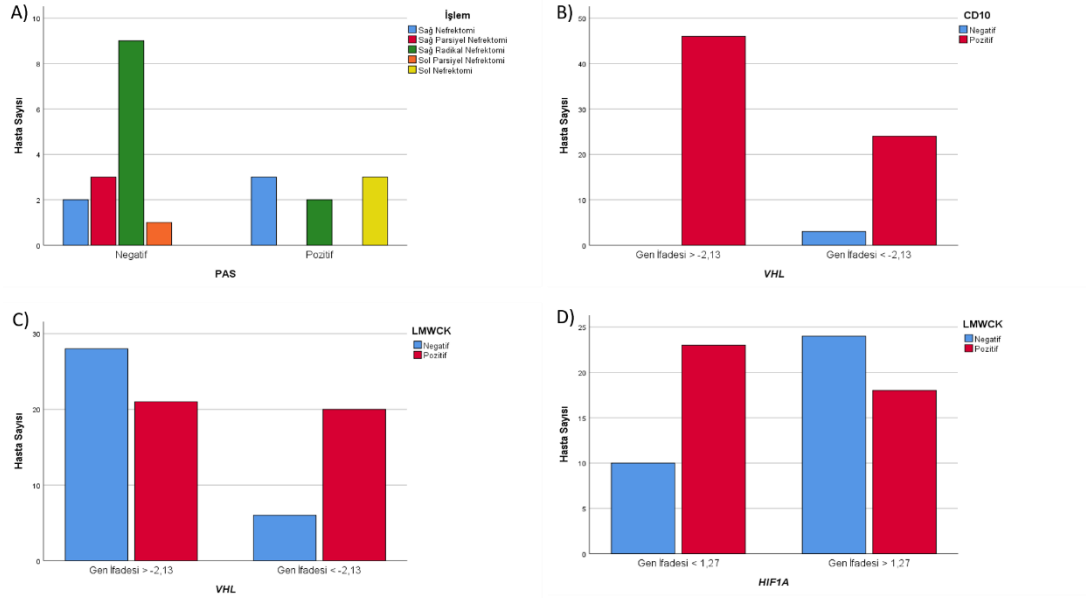 A)
İşlem
Sağ Nefrektomi
Sağ Parsiyel Nefrektomi
Sağ Radikal Nefrektomi
Sol Parsiyel Nefrektomi
Sol Nefrektomi
Hasta Sayısı
10
8
6
4
2
0
Negatif
Pozitif
PAS
B)
CD10
Negatif
Pozitif
Hasta Sayısı
50
40
30
20
10
0
Gen İfadesi > -2,13
Gen İfadesi < -2,13
VHL
C)
LMWCK
Negatif
Pozitif
Hasta Sayısı
30
20
10
0
Gen İfadesi > -2,13
Gen İfadesi < -2,13
VHL
D)
LMWCK
Negatif
Pozitif
Hasta Sayısı
25
20
15
10
5
0
Gen İfadesi < 1,27
Gen İfadesi > 1,27
HIF1A